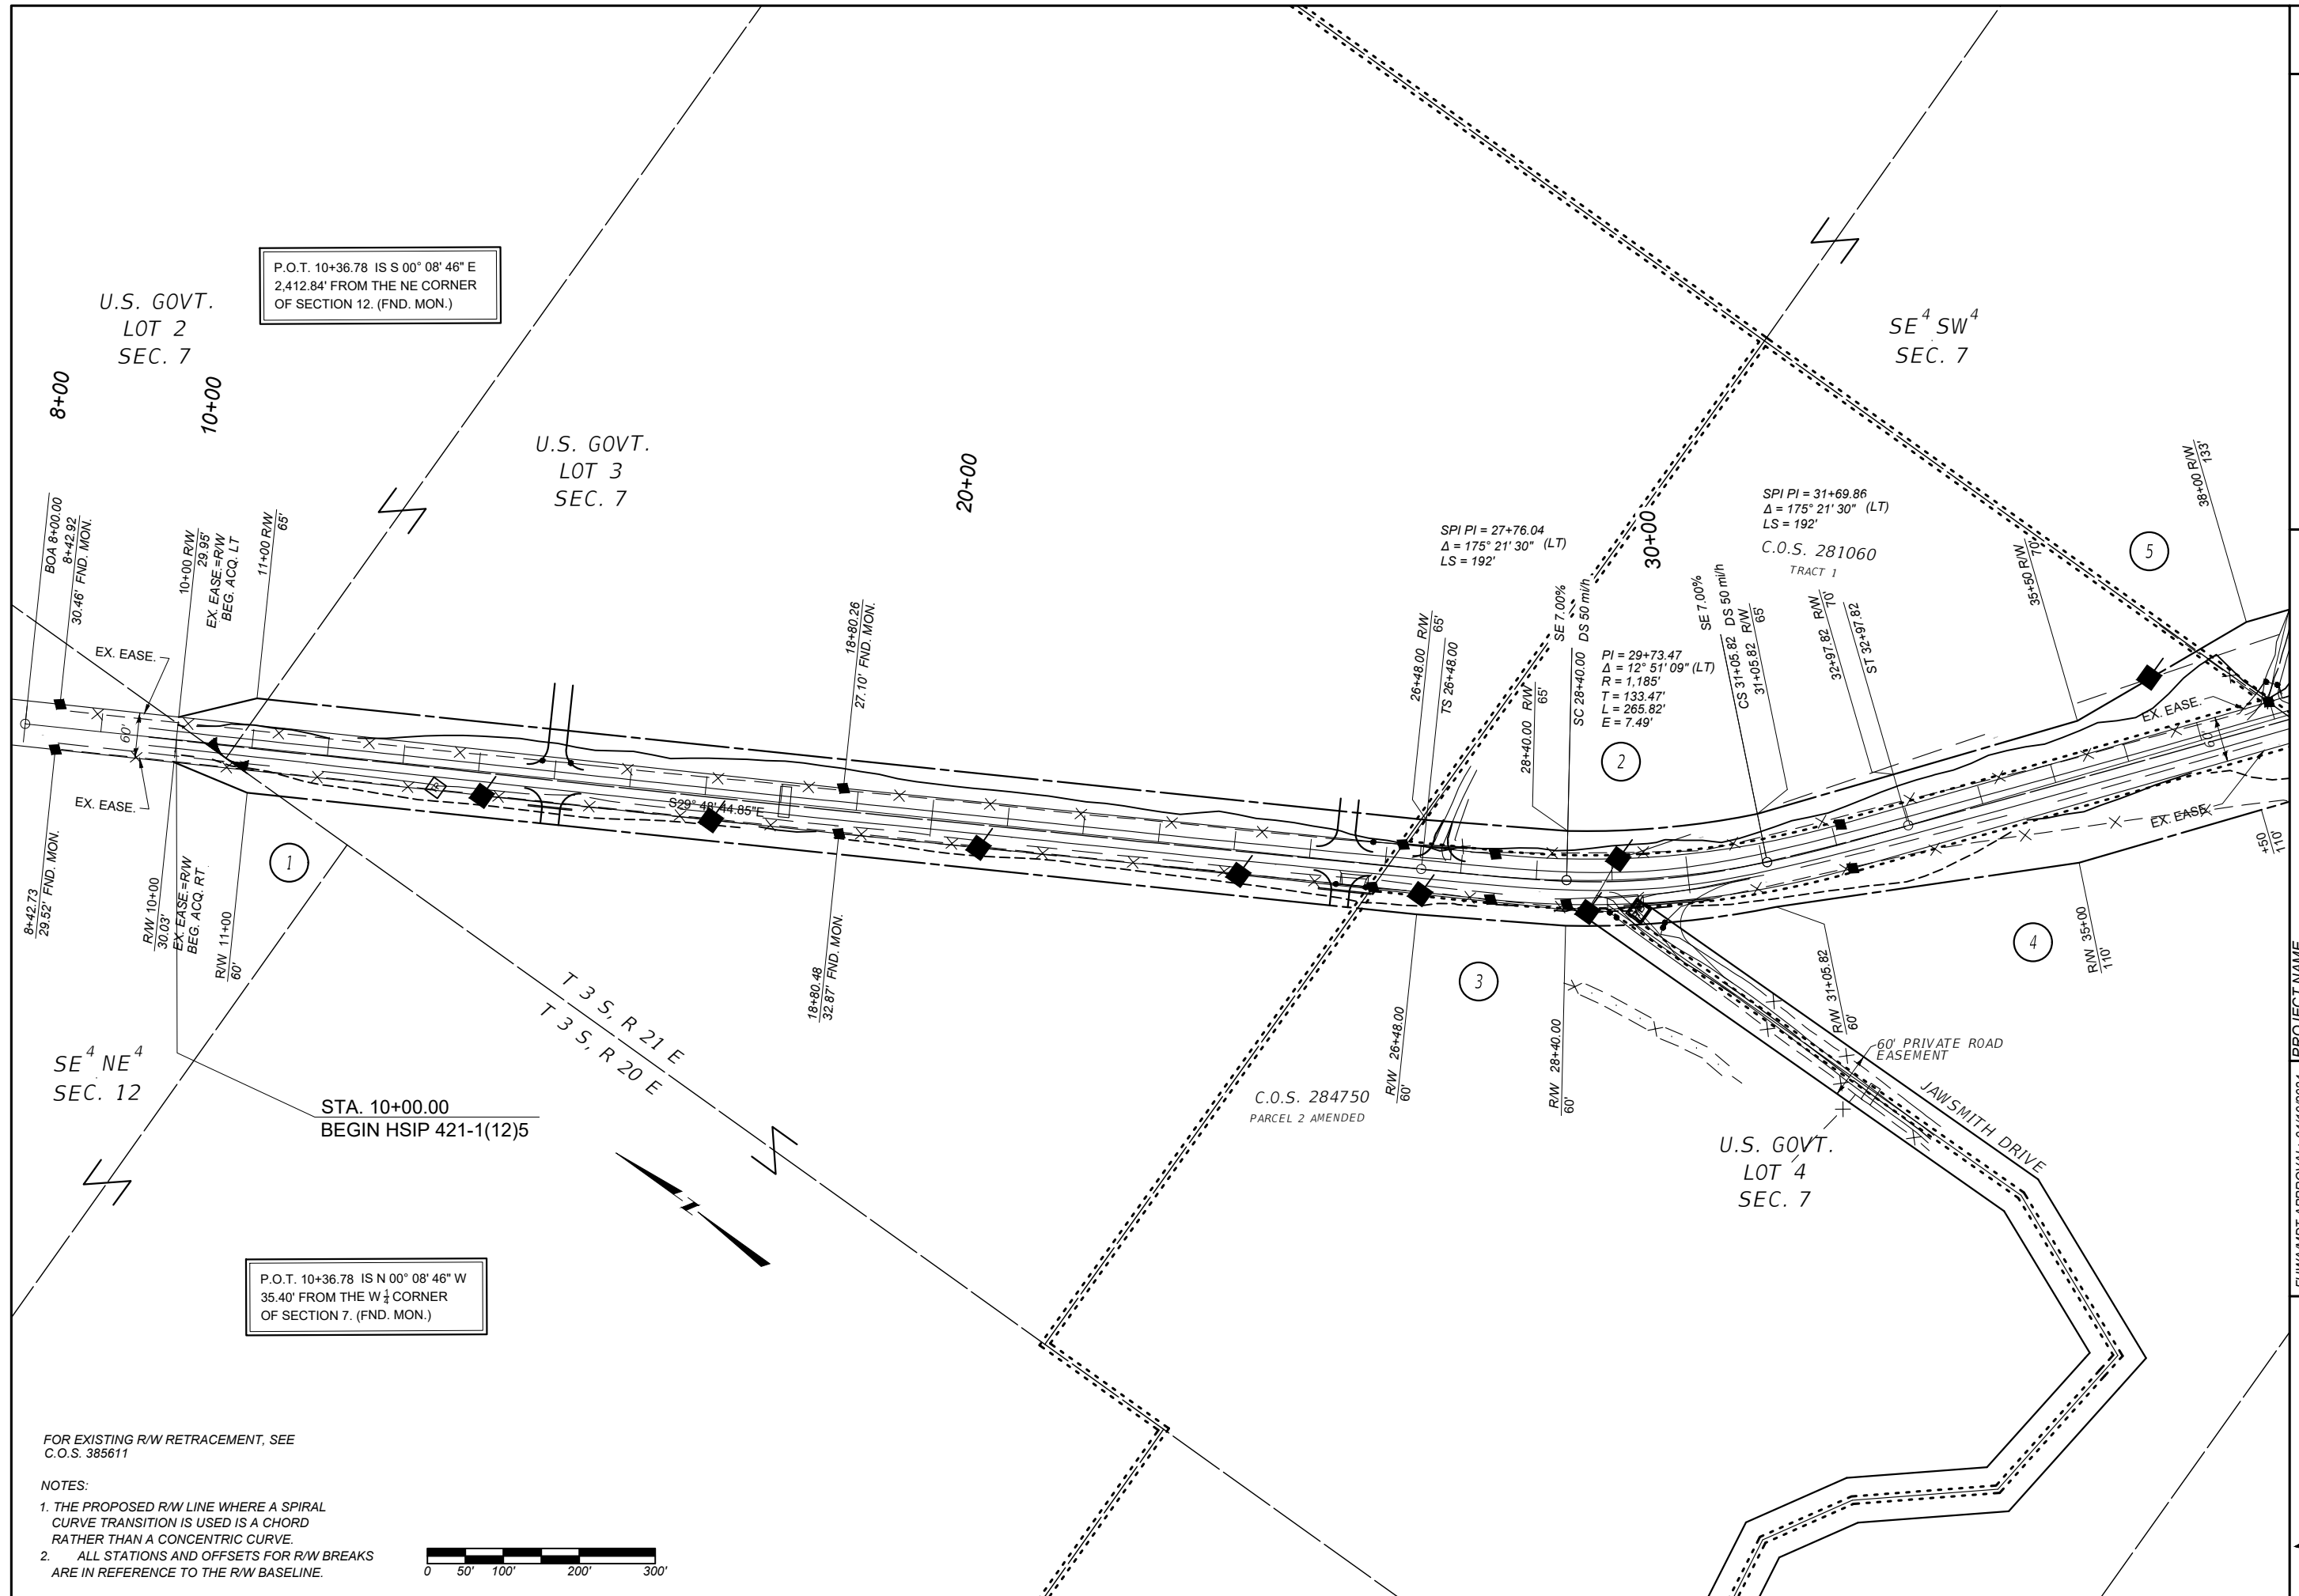 P.O.T. 10+36.78 IS S 00° 08' 46" E
2,412.84' FROM THE NE CORNER
OF SECTION 12. (FND. MON.)
U.S. GOVT.
LOT 2
SEC. 7
8+00
10+00
U.S. GOVT.
LOT 3
SEC. 7
20+00
30+00
SE 4 SW 4
SEC. 7
BOA 8+00.00
8+42.92
30.46' FND. MON.
EX. EASE.
10+00 R/W
29.95'
EX. EASE.=R/W
BEG. ACQ. LT
11+00 R/W
65'
18+80.26
27.10' FND. MON.
SPI PI = 27+76.04
Δ = 175° 21' 30" (LT)
LS = 192'
26+48.00 R/W
65'
TS 26+48.00
28+40.00 R/W
65'
SE 7.00%
SC 28+40.00 DS 50 mi/h
PI = 29+73.47
Δ = 12° 51' 09" (LT)
R = 1,185'
T = 133.47'
L = 265.82'
E = 7.49'
2
SE 7.00%
CS 31+05.82 DS 50 mi/h
31+05.82 R/W
65'
SPI PI = 31+69.86
Δ = 175° 21' 30" (LT)
LS = 192'
C.O.S. 281060
TRACT 1
32+97.82 R/W
70'
ST 32+97.82
35+50 R/W
70'
5
38+00 R/W
133'
EX. EASE.
60'
EX. EASE.
+50
110'
60'
EX. EASE.
S29° 48' 44.85"E
8+42.73
29.52' FND. MON.
R/W 10+00
30.03'
EX. EASE.=R/W
BEG. ACQ. RT
R/W 11+00
60'
1
18+80.48
32.87' FND. MON.
R/W 26+48.00
60'
3
R/W 28+40.00
60'
R/W 31+05.82
60'
4
R/W 35+00
110'
T 3 S, R 21 E
T 3 S, R 20 E
SE 4 NE 4
SEC. 12
STA. 10+00.00
BEGIN HSIP 421-1(12)5
C.O.S. 284750
PARCEL 2 AMENDED
60' PRIVATE ROAD
EASEMENT
JAWSMITH DRIVE
U.S. GOVT.
LOT 4
SEC. 7
P.O.T. 10+36.78 IS N 00° 08' 46" W
35.40' FROM THE W ¼ CORNER
OF SECTION 7. (FND. MON.)
FOR EXISTING R/W RETRACEMENT, SEE
C.O.S. 385611
NOTES:
1. THE PROPOSED R/W LINE WHERE A SPIRAL
CURVE TRANSITION IS USED IS A CHORD
RATHER THAN A CONCENTRIC CURVE.
2. ALL STATIONS AND OFFSETS FOR R/W BREAKS
ARE IN REFERENCE TO THE R/W BASELINE.
0 50' 100' 200' 300'
PROJECT NAME